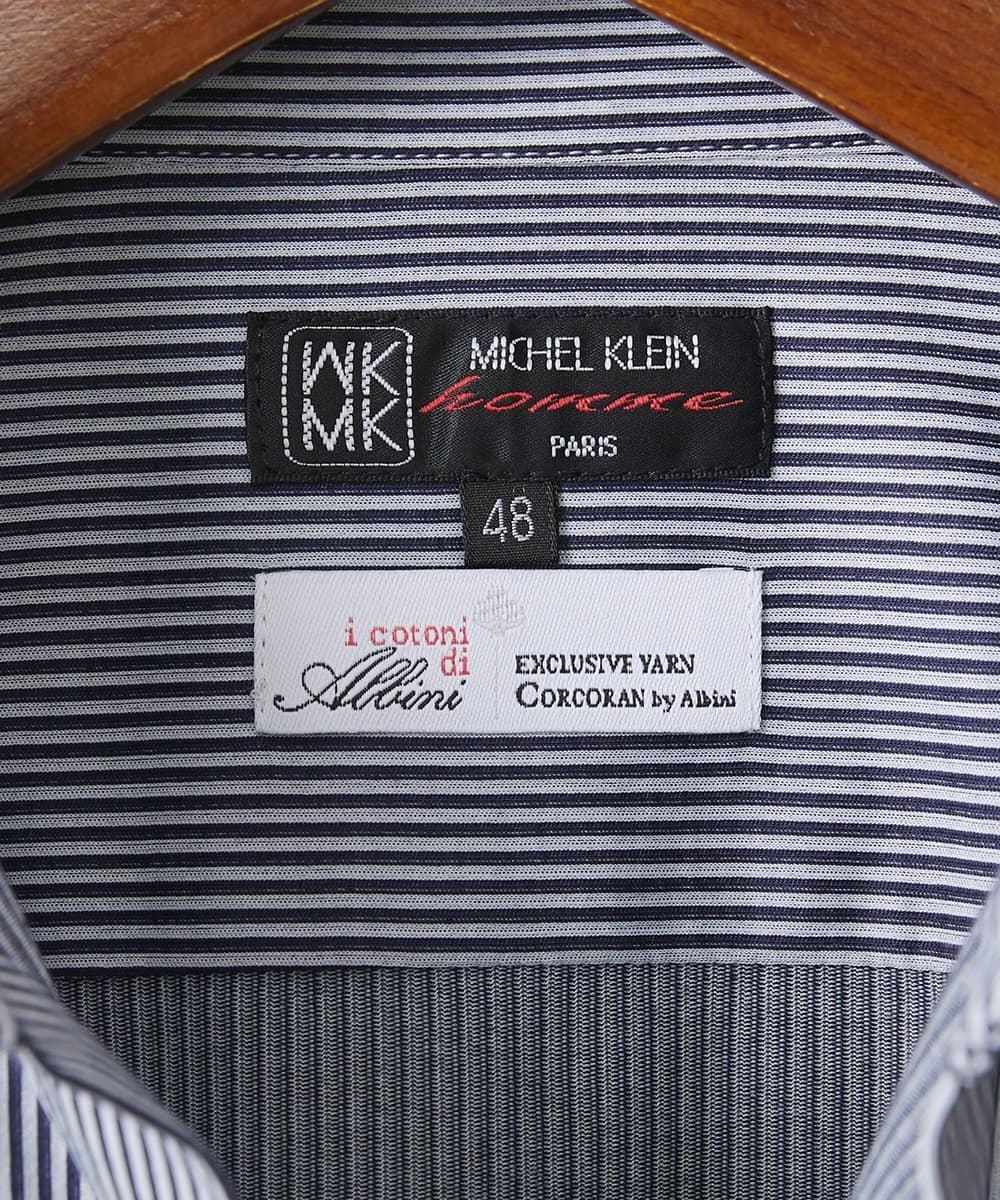 MK
MK
MICHEL KLEIN
homme
PARIS
48
i cotoni
di
Albini
EXCLUSIVE YARN
CORCORAN by Albini